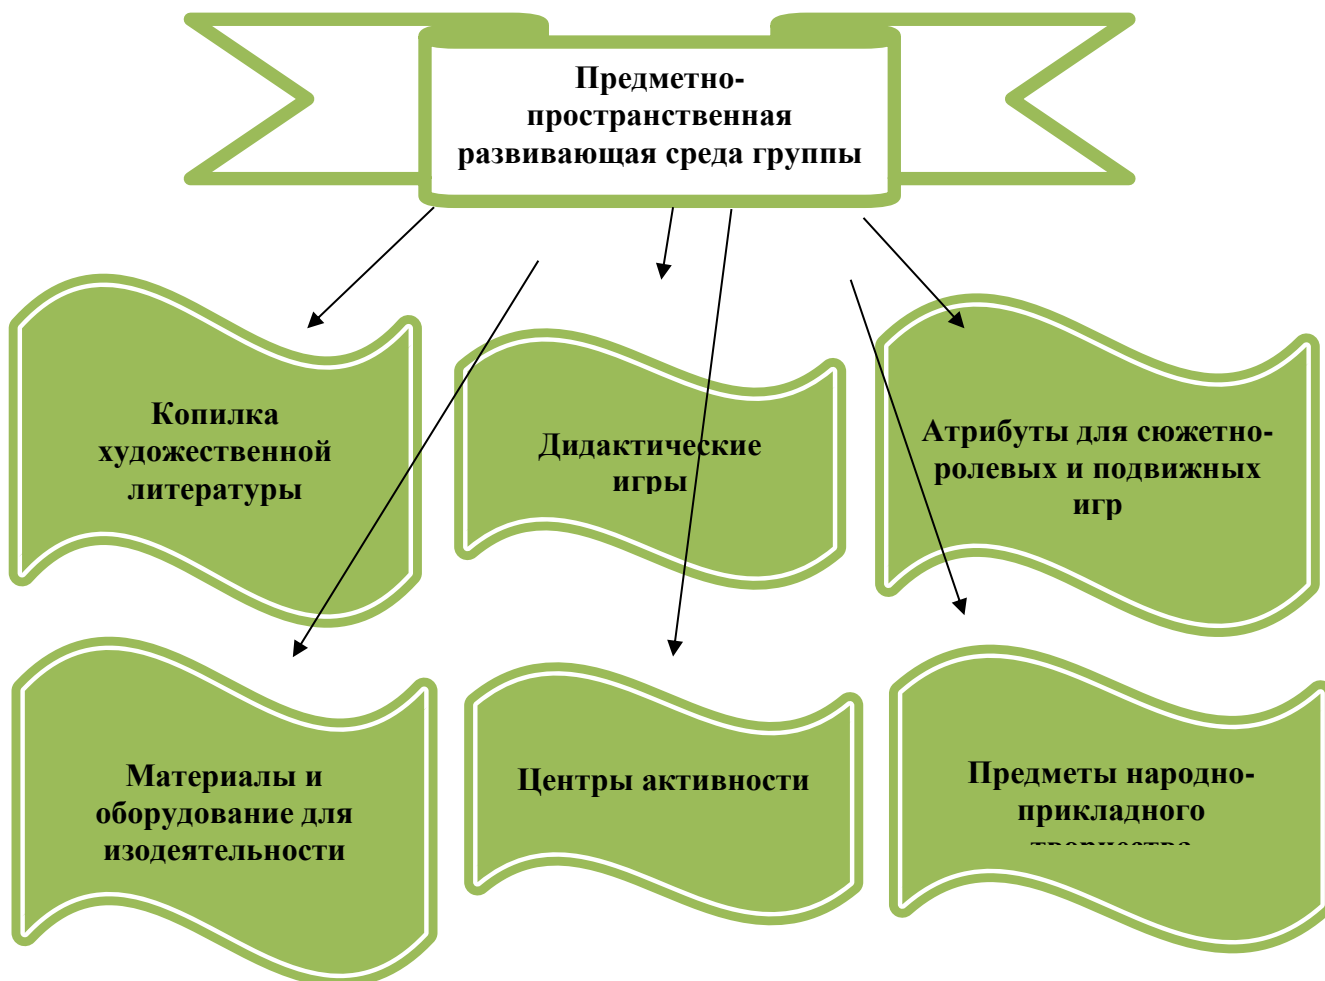 Предметно-
пространственная
развивающая среда группы
Копилка
художественной
литературы
Дидактические
игры
Атрибуты для сюжетно-
ролевых и подвижных
игр
Материалы и
оборудование для
изодеятельности
Центры активности
Предметы народно-
прикладного
творчества